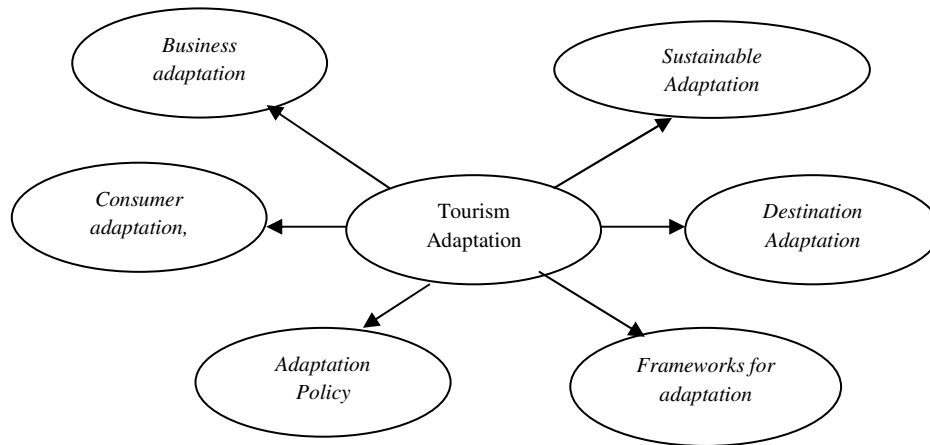 Business
adaptation
Sustainable
Adaptation
Consumer
adaptation,
Tourism
Adaptation
Destination
Adaptation
Adaptation
Policy
Frameworks for
adaptation